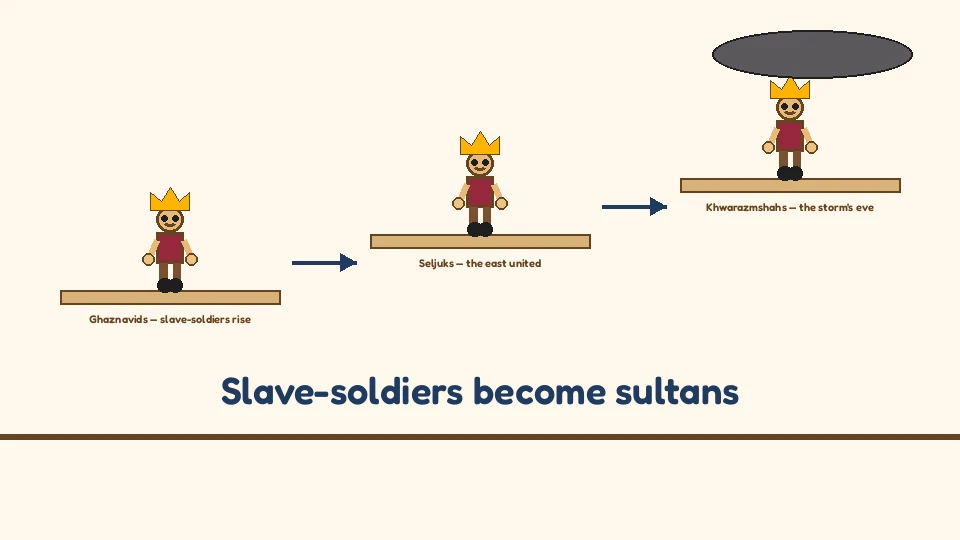 Ghaznavids — slave-soldiers rise
Seljuks — the east united
Khwarazmshahs — the storm's eve
Slave-soldiers become sultans